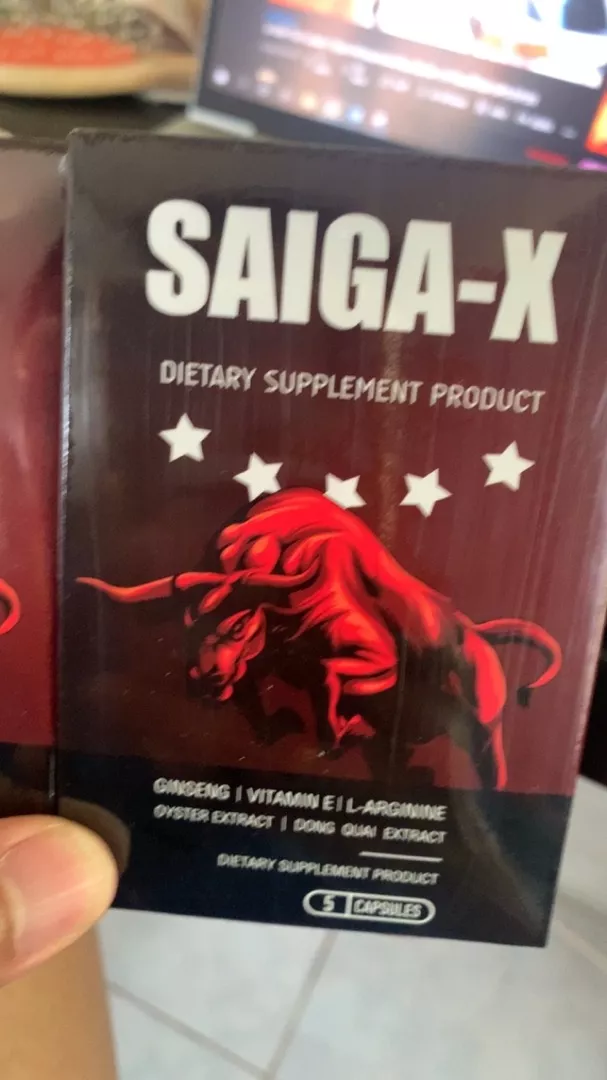 SAIGA-X
DIETARY SUPPLEMENT PRODUCT
GINSENG | VITAMIN E | L-ARGININE
OYSTER EXTRACT | DONG QUAI EXTRACT
DIETARY SUPPLEMENT PRODUCT
5 | CAPSULES